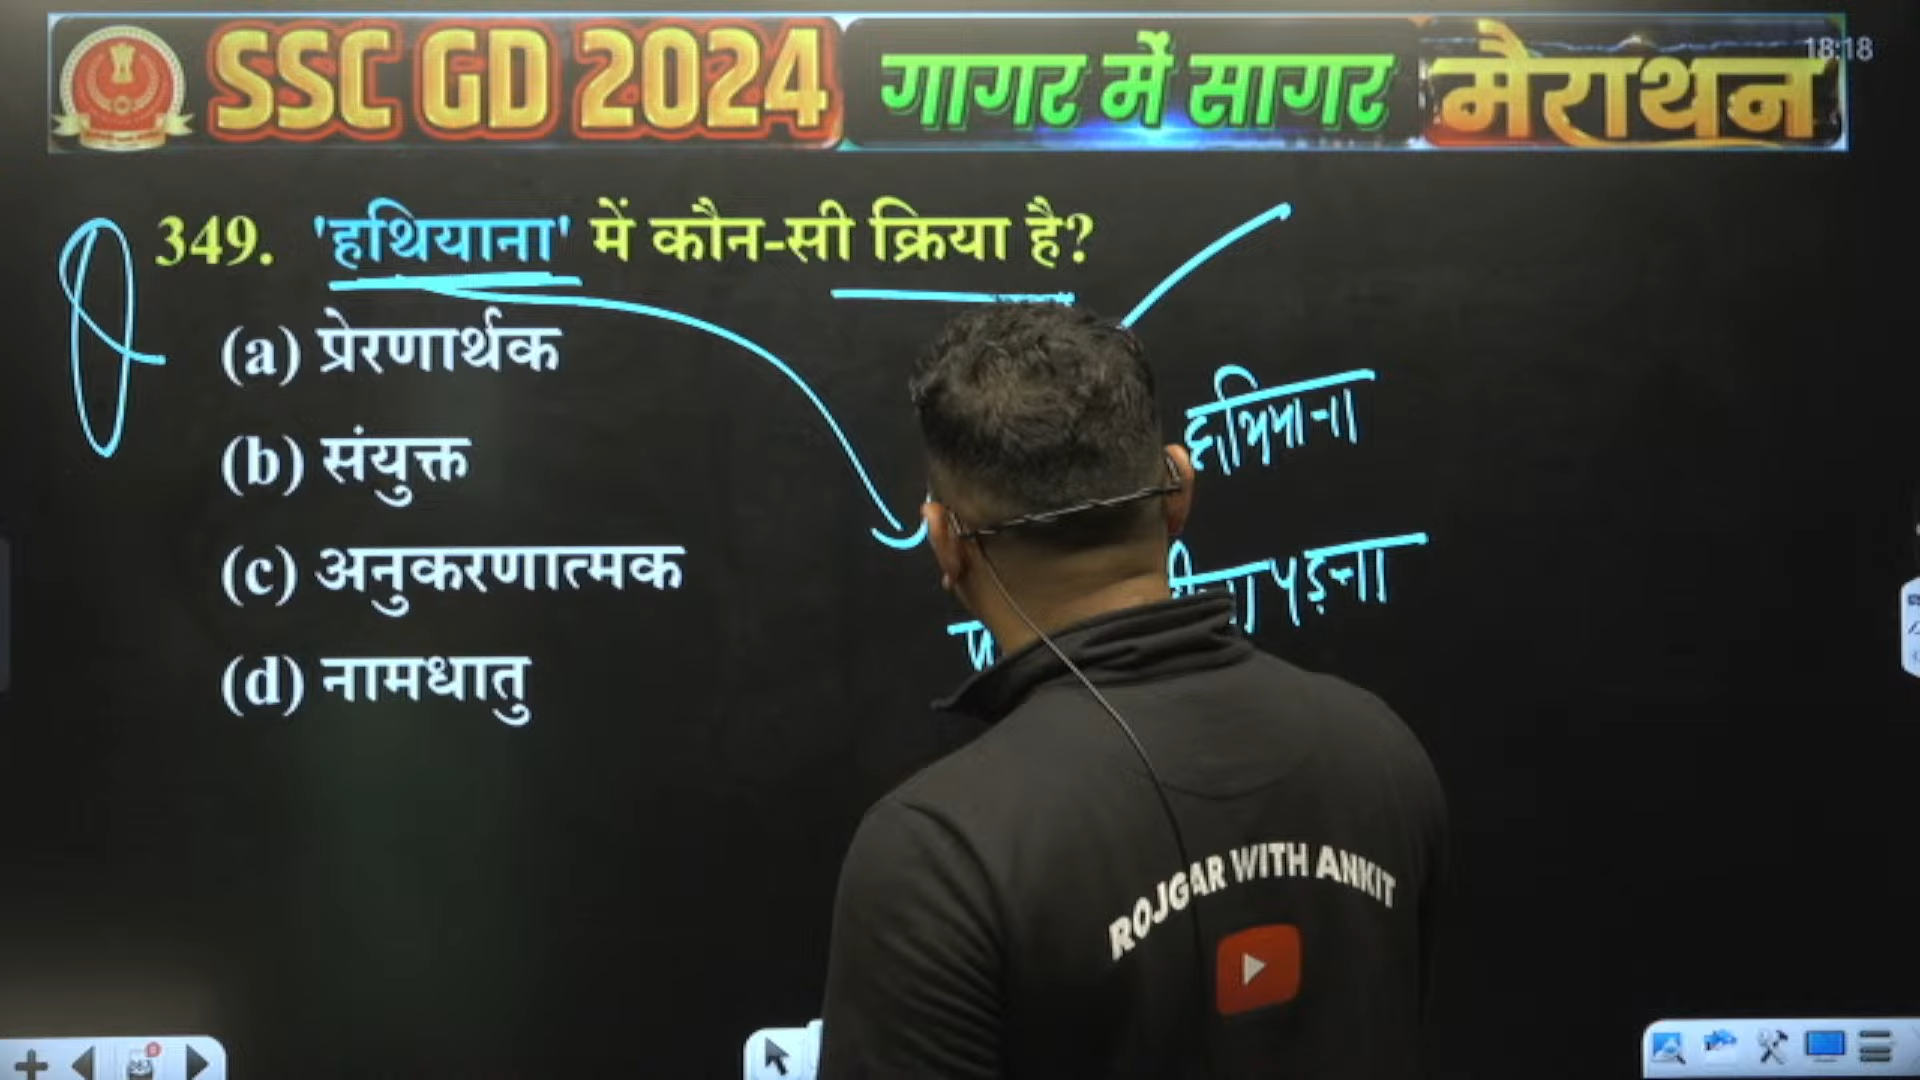 SSC GD 2024 गागर में सागर मैराथन
18:18
349. 'हथियाना' में कौन-सी क्रिया है?
(a) प्रेरणार्थक
(b) संयुक्त
(c) अनुकरणात्मक
(d) नामधातु
हथियाना
पड़ना
ROJGAR WITH ANKIT